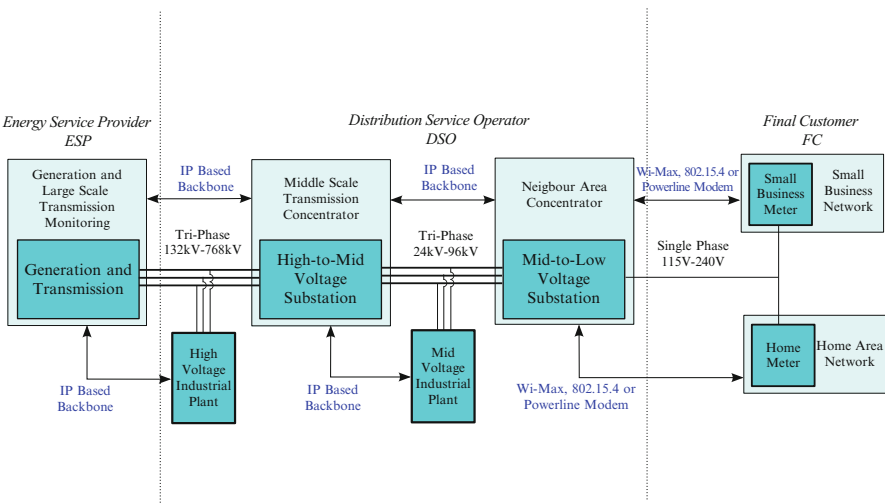 Energy Service Provider
ESP
Distribution Service Operator
DSO
Final Customer
FC
Generation and
Large Scale
Transmission
Monitoring
Generation and
Transmission
IP Based
Backbone
Tri-Phase
132kV-768kV
Middle Scale
Transmission
Concentrator
High-to-Mid
Voltage
Substation
IP Based
Backbone
Tri-Phase
24kV-96kV
Neighbour Area
Concentrator
Mid-to-Low
Voltage
Substation
Wi-Max, 802.15.4 or
Powerline Modem
Single Phase
115V-240V
Small
Business
Meter
Small
Business
Network
Home
Meter
Home Area
Network
IP Based
Backbone
High
Voltage
Industrial
Plant
IP Based
Backbone
Mid
Voltage
Industrial
Plant
Wi-Max, 802.15.4 or
Powerline Modem